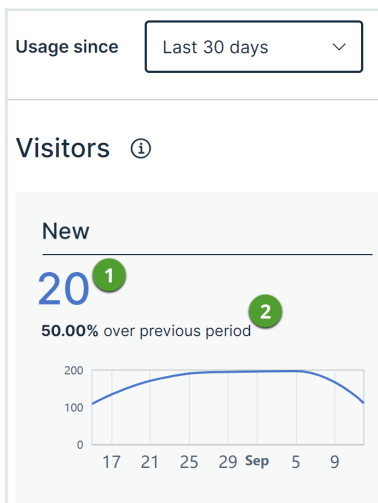 Usage since Last 30 days
Visitors
New
20 1
50.00% over previous period 2
200
100
0
17 21 25 29 Sep 5 9